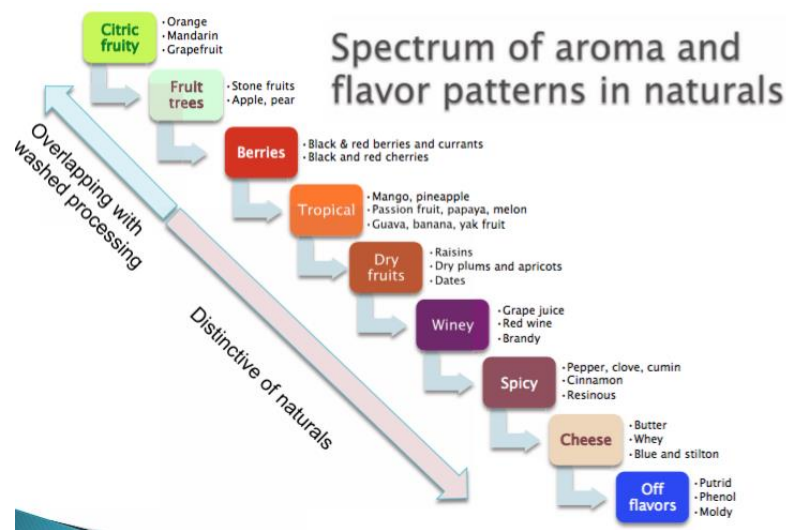 Spectrum of aroma and
flavor patterns in naturals
Citric
fruity
• Orange
• Mandarin
• Grapefruit
Fruit
trees
• Stone fruits
• Apple, pear
Berries
• Black & red berries and currants
• Black and red cherries
Tropical
• Mango, pineapple
• Passion fruit, papaya, melon
• Guava, banana, yak fruit
Dry
fruits
• Raisins
• Dry plums and apricots
• Dates
Winey
• Grape juice
• Red wine
• Brandy
Spicy
• Pepper, clove, cumin
• Cinnamon
• Resinous
Cheese
• Butter
• Whey
• Blue and stilton
Off
flavors
• Putrid
• Phenol
• Moldy
Overlapping with
washed processing
Distinctive of naturals